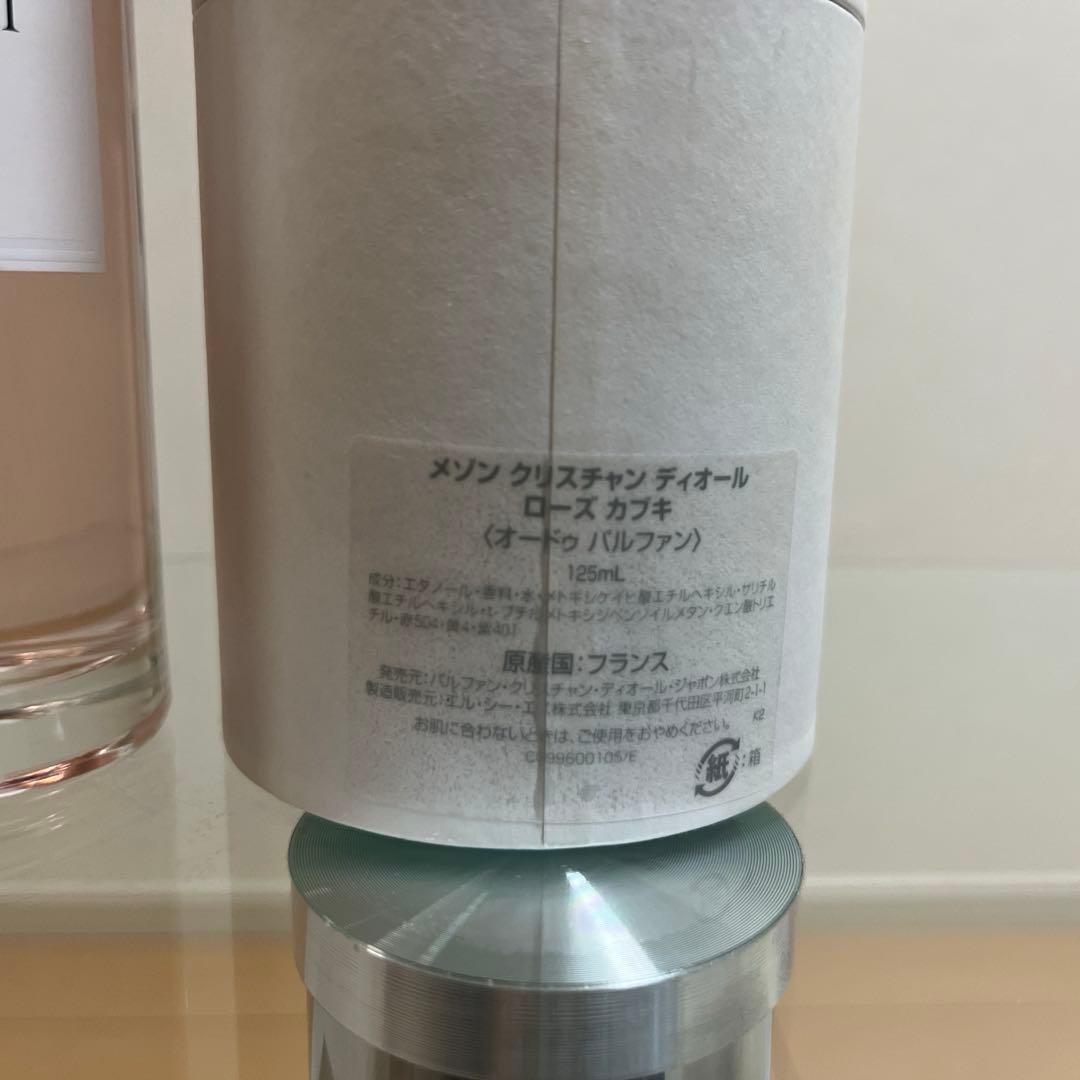 メゾン クリスチャン ディオール
ローズ カブキ
〈オードゥ パルファン〉
125mL
成分：エタノール・香料・水・メトキシケイヒ酸エチルヘキシル・サリチル
酸エチルヘキシル・t-ブチルメトキシジベンゾイルメタン・クエン酸トリエ
チル・赤504・黄4・紫401
原産国：フランス
発売元：パルファン・クリスチャン・ディオール・ジャポン株式会社
製造販売元：エル・シー・エス株式会社 東京都千代田区平河町2-1-1
お肌に合わないときは、ご使用をおやめください。 K2
C099600105/E
紙：箱